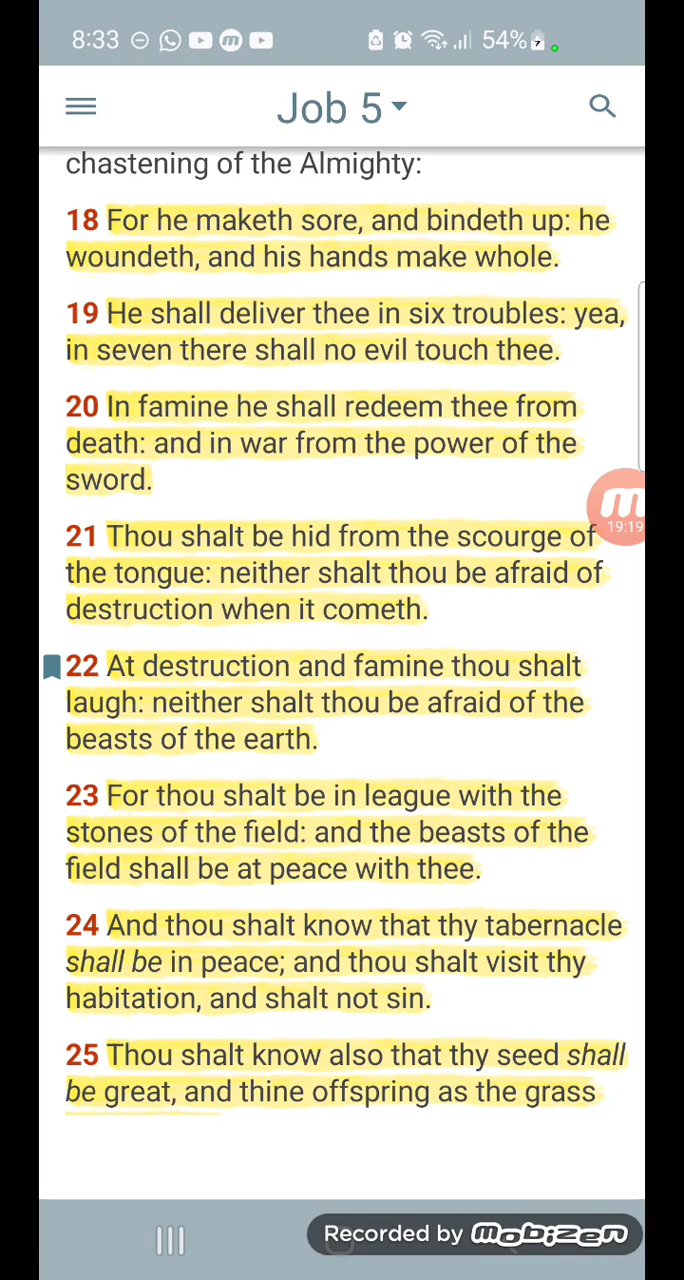 8:33 54%
Job 5
chastening of the Almighty:
18 For he maketh sore, and bindeth up: he
woundeth, and his hands make whole.
19 He shall deliver thee in six troubles: yea,
in seven there shall no evil touch thee.
20 In famine he shall redeem thee from
death: and in war from the power of the
sword.
m
19:19
21 Thou shalt be hid from the scourge of
the tongue: neither shalt thou be afraid of
destruction when it cometh.
22 At destruction and famine thou shalt
laugh: neither shalt thou be afraid of the
beasts of the earth.
23 For thou shalt be in league with the
stones of the field: and the beasts of the
field shall be at peace with thee.
24 And thou shalt know that thy tabernacle
shall be in peace; and thou shalt visit thy
habitation, and shalt not sin.
25 Thou shalt know also that thy seed shall
be great, and thine offspring as the grass
Recorded by mobizen